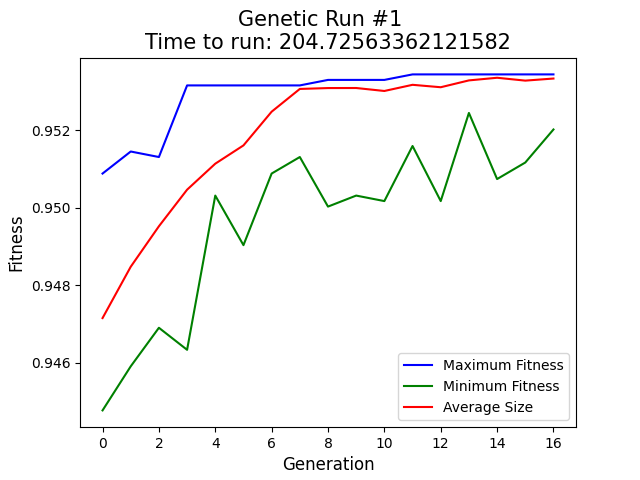 Genetic Run #1
Time to run: 204.72563362121582
Fitness
0.952
0.950
0.948
0.946
Maximum Fitness
Minimum Fitness
Average Size
0 2 4 6 8 10 12 14 16
Generation